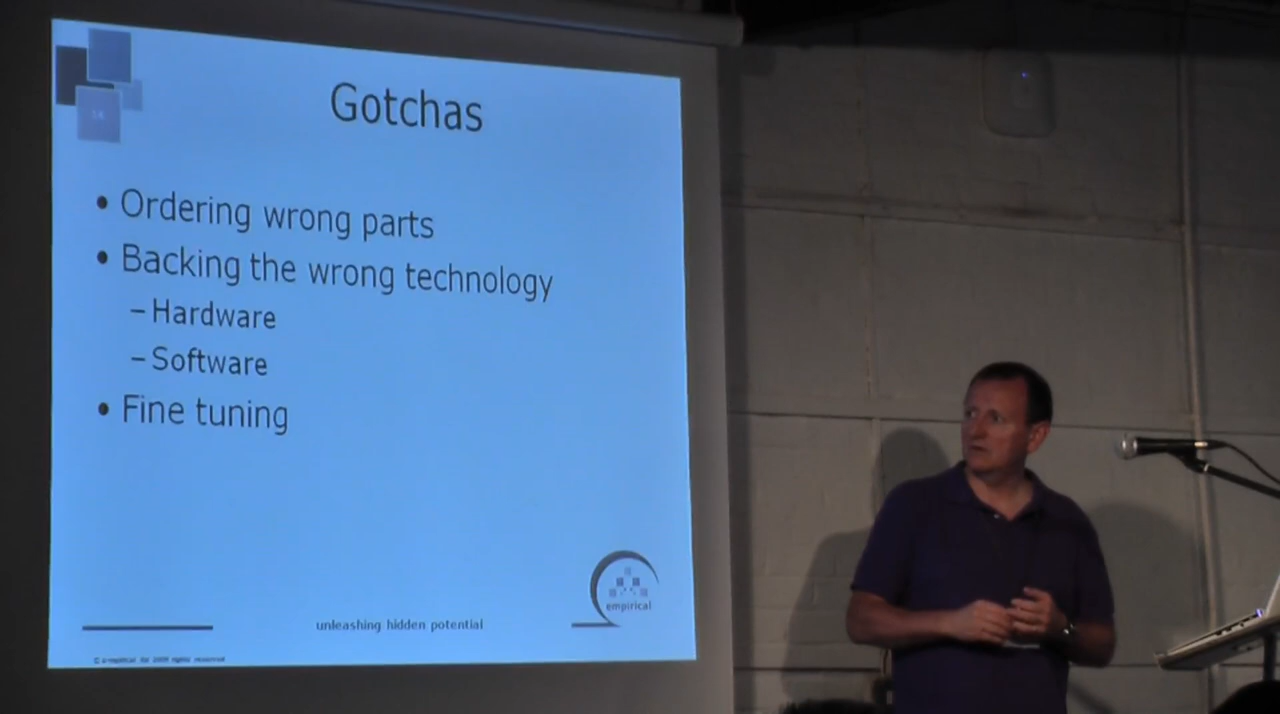 Gotchas
• Ordering wrong parts
• Backing the wrong technology
– Hardware
– Software
• Fine tuning
empirical
unleashing hidden potential